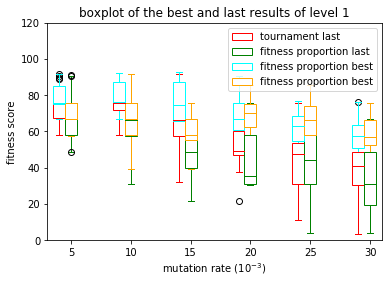 boxplot of the best and last results of level 1
120
100
80
60
40
20
0
fitness score
tournament last
fitness proportion last
fitness proportion best
fitness proportion best
5 10 15 20 25 30
mutation rate (10⁻³)